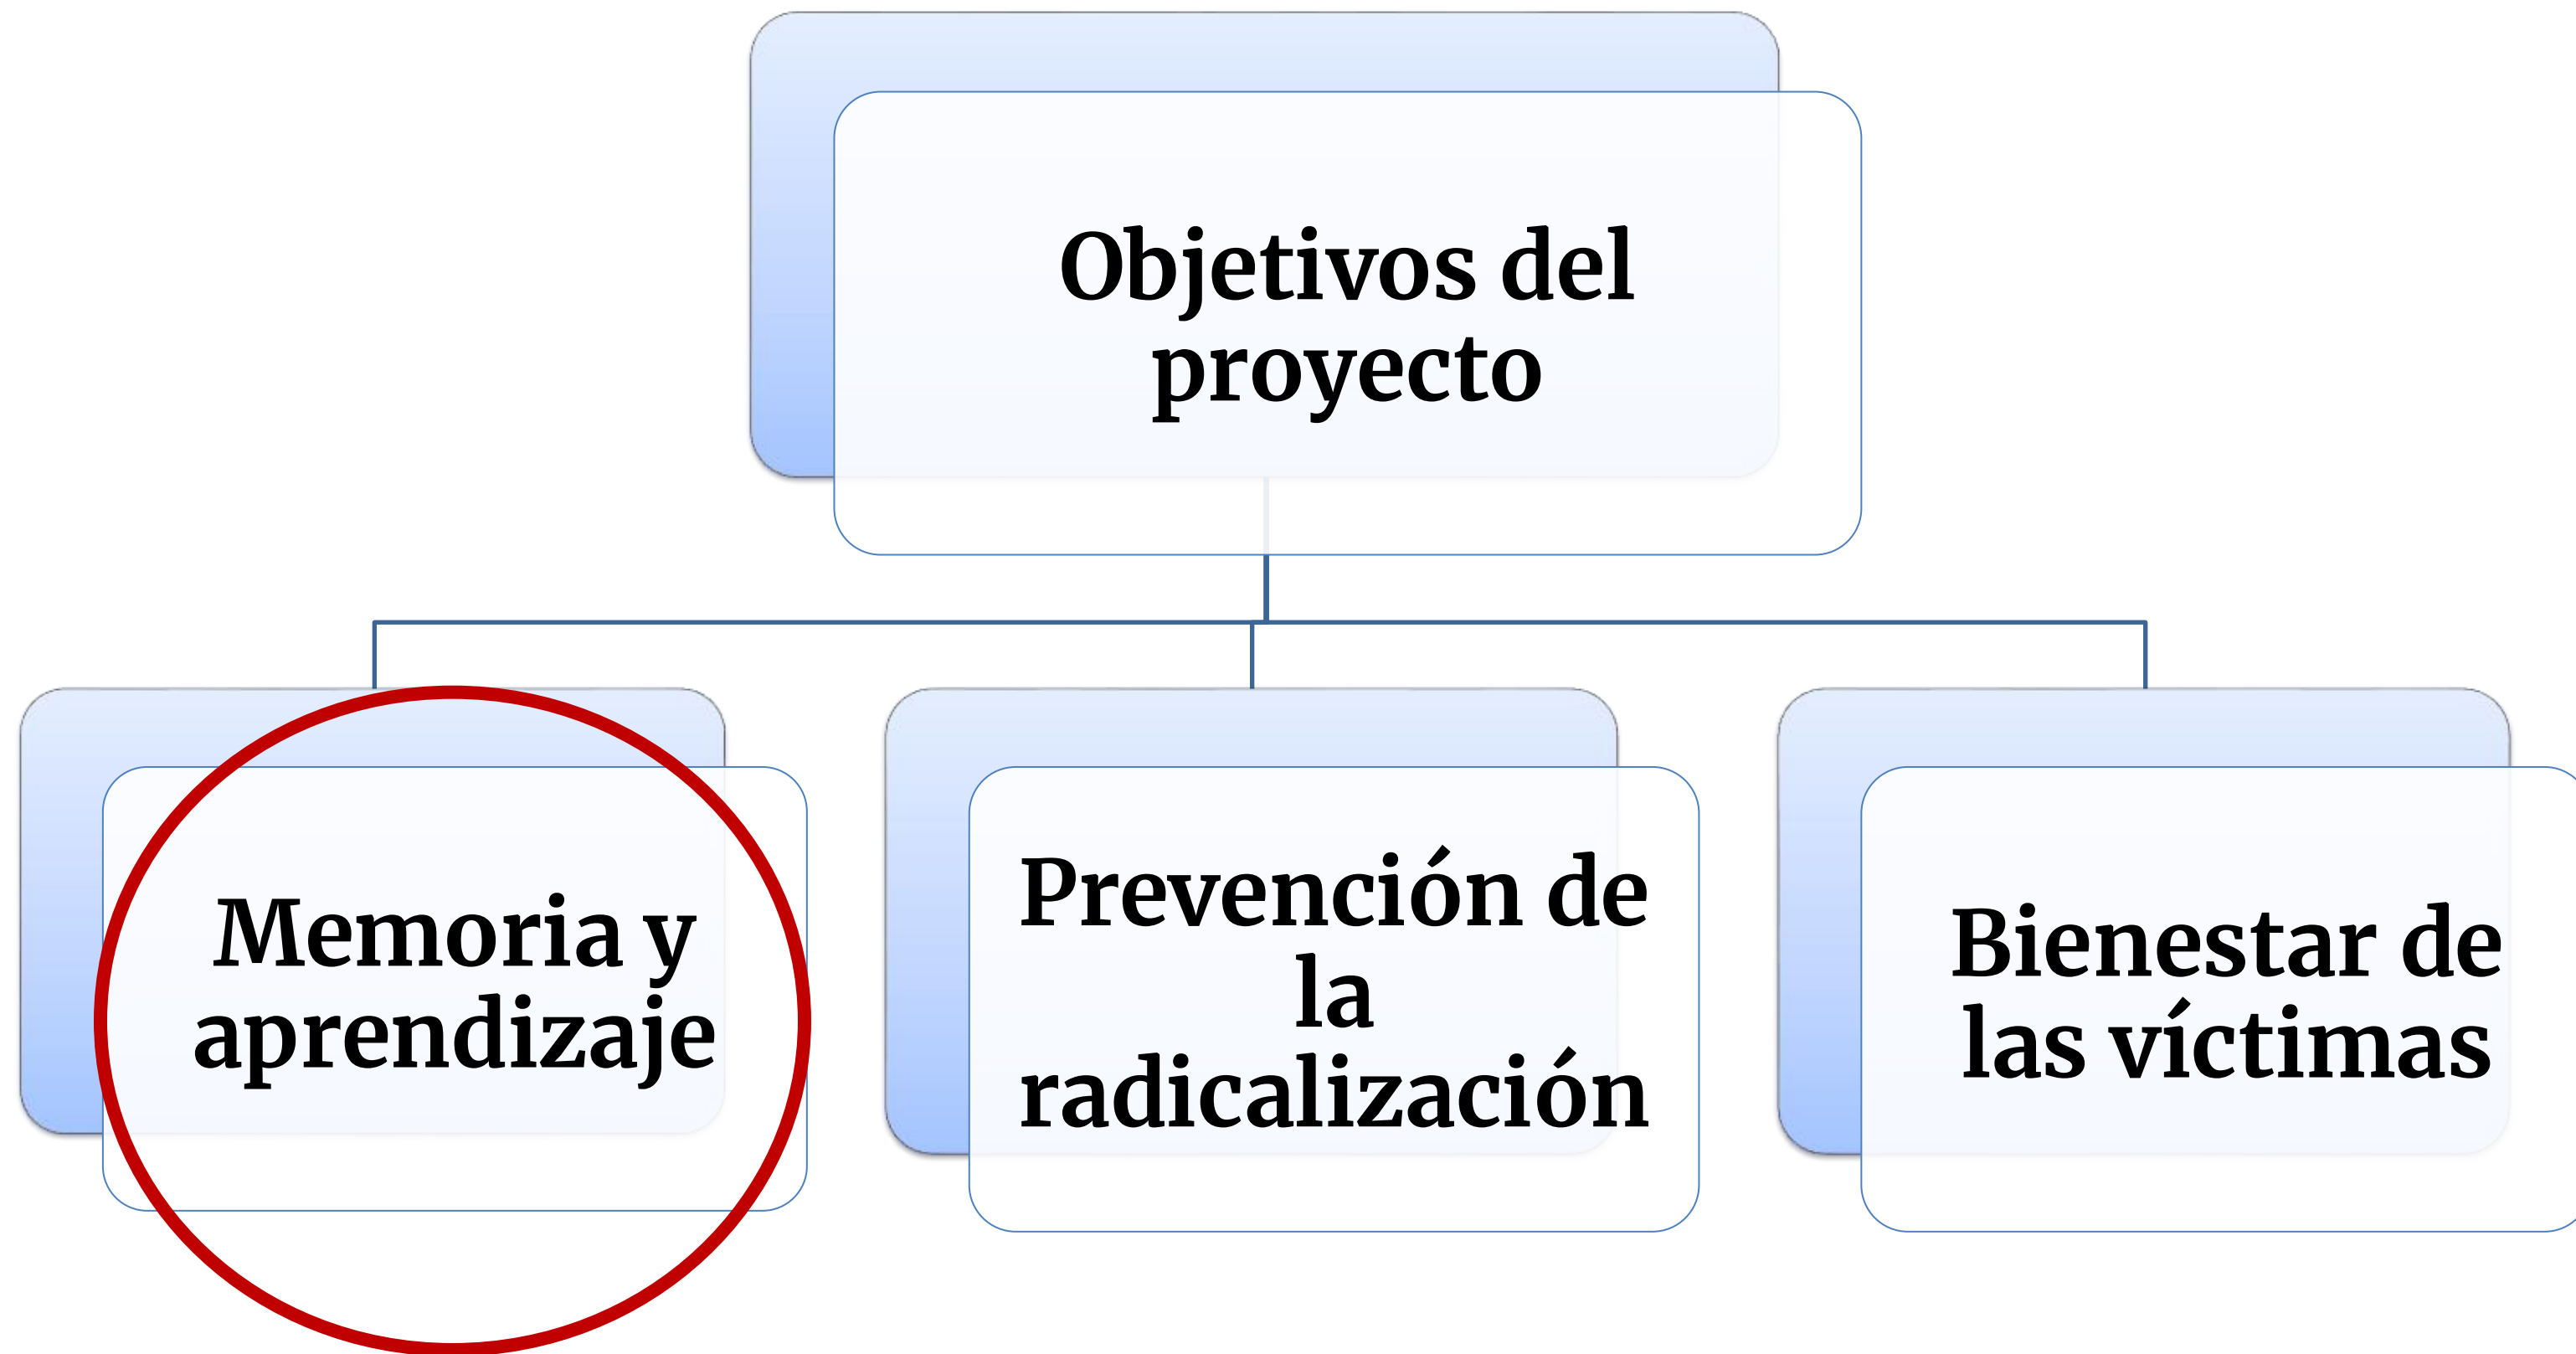 Objetivos del
proyecto
Memoria y
aprendizaje
Prevención de
la
radicalización
Bienestar de
las víctimas